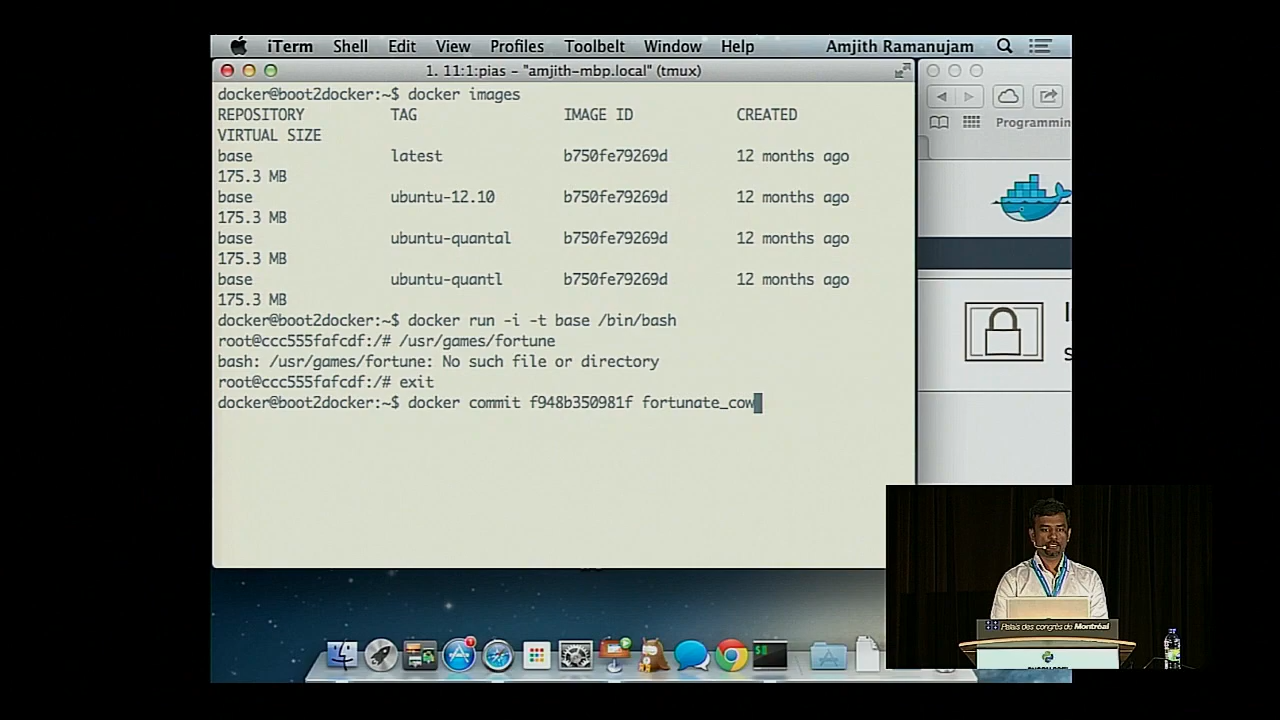 iTerm Shell Edit View Profiles Toolbelt Window Help Amjith Ramanujam
1. 11:1:pias - "amjith-mbp.local" (tmux)
docker@boot2docker:~$ docker images
REPOSITORY TAG IMAGE ID CREATED
VIRTUAL SIZE
base latest b750fe79269d 12 months ago
175.3 MB
base ubuntu-12.10 b750fe79269d 12 months ago
175.3 MB
base ubuntu-quantal b750fe79269d 12 months ago
175.3 MB
base ubuntu-quantl b750fe79269d 12 months ago
175.3 MB
docker@boot2docker:~$ docker run -i -t base /bin/bash
root@ccc555fafcdf:/# /usr/games/fortune
bash: /usr/games/fortune: No such file or directory
root@ccc555fafcdf:/# exit
docker@boot2docker:~$ docker commit f948b350981f fortunate_cow
Programmin
Palais des congrès de Montréal